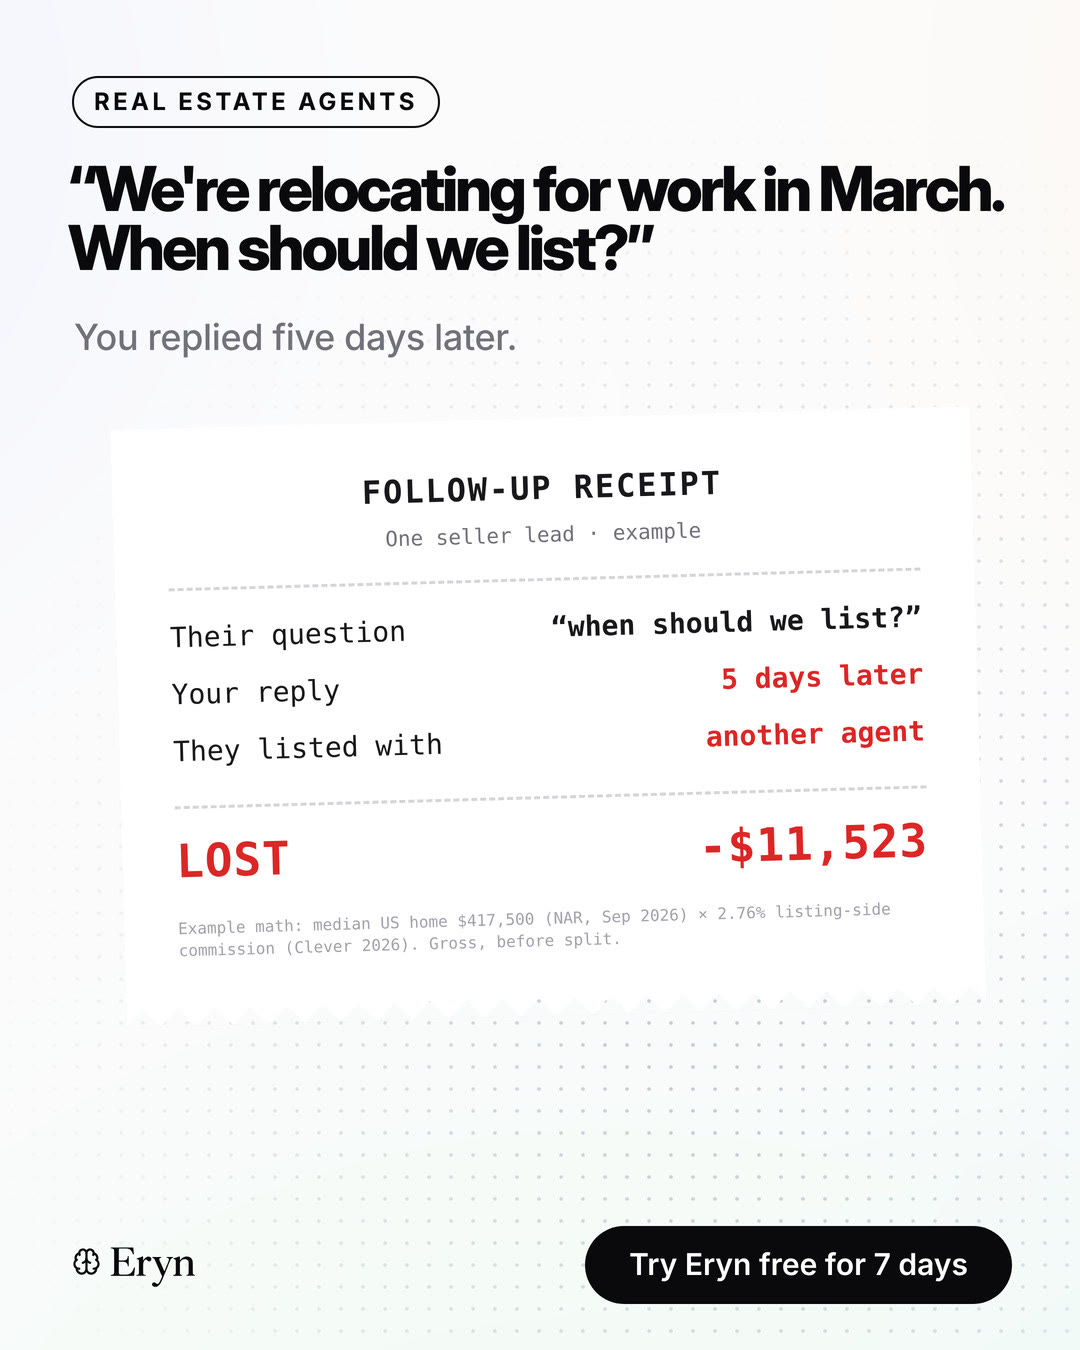 REAL ESTATE AGENTS
“We're relocating for work in March.
When should we list?”
You replied five days later.
FOLLOW-UP RECEIPT
One seller lead · example
Their question “when should we list?”
Your reply 5 days later
They listed with another agent
LOST -$11,523
Example math: median US home $417,500 (NAR, Sep 2026) × 2.76% listing-side
commission (Clever 2026). Gross, before split.
Eryn
Try Eryn free for 7 days